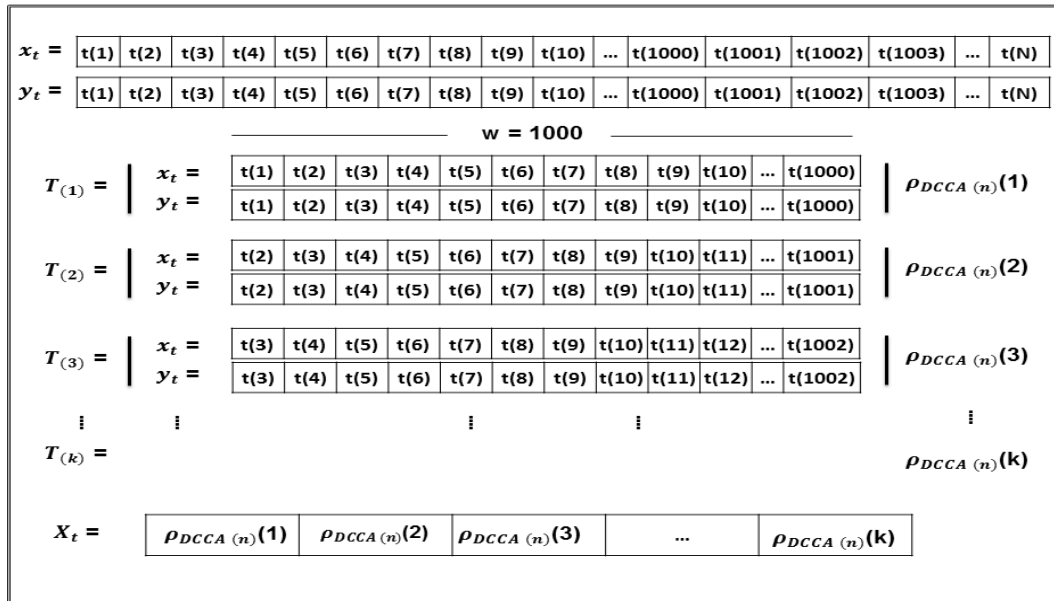 x_t = t(1) t(2) t(3) t(4) t(5) t(6) t(7) t(8) t(9) t(10) ... t(1000) t(1001) t(1002) t(1003) ... t(N)
y_t = t(1) t(2) t(3) t(4) t(5) t(6) t(7) t(8) t(9) t(10) ... t(1000) t(1001) t(1002) t(1003) ... t(N)
w = 1000
x_t = t(1) t(2) t(3) t(4) t(5) t(6) t(7) t(8) t(9) t(10) ... t(1000)
T_(1) = ρ_DCCA (n)(1)
y_t = t(1) t(2) t(3) t(4) t(5) t(6) t(7) t(8) t(9) t(10) ... t(1000)
x_t = t(2) t(3) t(4) t(5) t(6) t(7) t(8) t(9) t(10) t(11) ... t(1001)
T_(2) = ρ_DCCA (n)(2)
y_t = t(2) t(3) t(4) t(5) t(6) t(7) t(8) t(9) t(10) t(11) ... t(1001)
x_t = t(3) t(4) t(5) t(6) t(7) t(8) t(9) t(10) t(11) t(12) ... t(1002)
T_(3) = ρ_DCCA (n)(3)
y_t = t(3) t(4) t(5) t(6) t(7) t(8) t(9) t(10) t(11) t(12) ... t(1002)
⋮ ⋮ ⋮ ⋮ ⋮
T_(k) = ρ_DCCA (n)(k)
X_t = ρ_DCCA (n)(1) ρ_DCCA (n)(2) ρ_DCCA (n)(3) ... ρ_DCCA (n)(k)